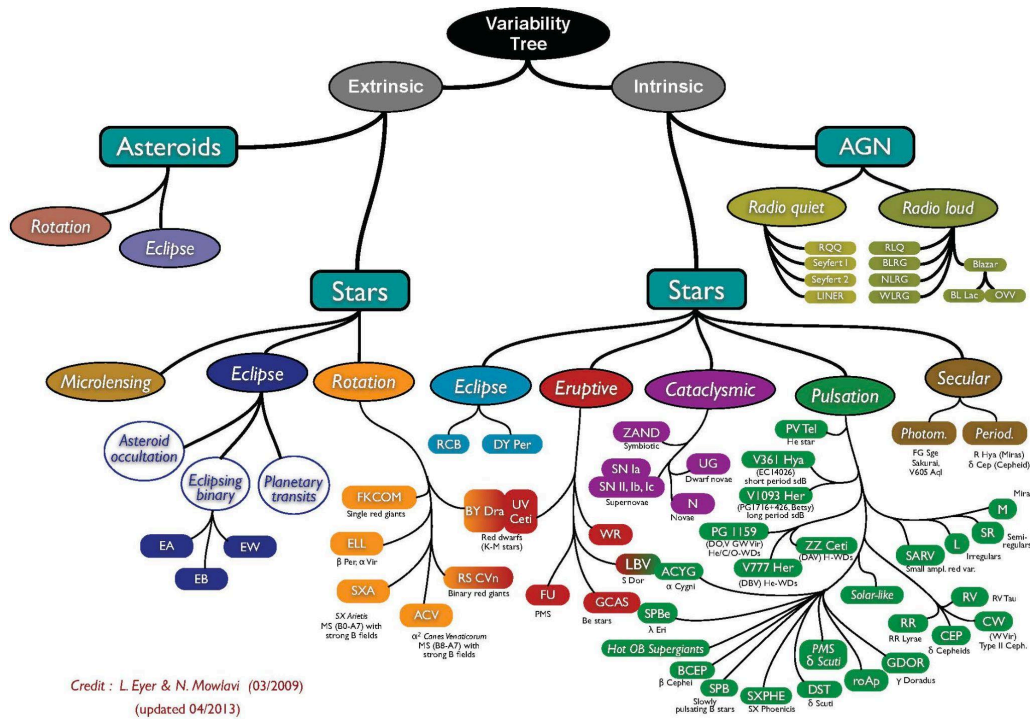 Variability
Tree
Extrinsic
Intrinsic
Asteroids
AGN
Rotation
Eclipse
Radio quiet
Radio loud
RQQ
Seyfert 1
Seyfert 2
LINER
RLQ
BLRG
NLRG
WLRG
Blazar
BL Lac
OVV
Stars
Stars
Microlensing
Eclipse
Rotation
Eclipse
Eruptive
Cataclysmic
Pulsation
Secular
Asteroid
occultation
Eclipsing
binary
Planetary
transits
EA
EB
EW
FKCOM
Single red giants
ELL
β Per, α Vir
SXA
SX Arietis
MS (B0-A7) with
strong B fields
ACV
α² Canes Venaticorum
MS (B8-A7) with
strong B fields
RS CVn
Binary red giants
BY Dra
UV
Ceti
Red dwarfs
(K-M stars)
RCB
DY Per
WR
LBV
S Dor
FU
PMS
GCAS
Be stars
ZAND
Symbiotic
SN Ia
SN II, Ib, Ic
Supernovae
UG
Dwarf novae
N
Novae
PV Tel
He star
V361 Hya
(EC14026)
short period sdB
V1093 Her
(PG1716+426, Betsy)
long period sdB
PG 1159
(DO,V GW Vir)
He/C/O-WDs
ZZ Ceti
(DAV) H-WDs
V777 Her
(DBV) He-WDs
ACYG
α Cygni
SPBe
λ Eri
Hot OB Supergiants
BCEP
β Cephei
SPB
Slowly
pulsating B stars
SXPHE
SX Phoenicis
DST
δ Scuti
PMS
δ Scuti
roAp
GDOR
γ Doradus
Solar-like
RR
RR Lyrae
CEP
δ Cepheids
RV
RV Tau
CW
(W Vir)
Type II Ceph.
SARV
Small ampl. red var.
L
Irregulars
SR
Semi-
regulars
M
Mira
Photom.
FG Sge
Sakurai,
V605 Aql
Period.
R Hya (Miras)
δ Cep (Cepheid)
Credit : L. Eyer & N. Mowlavi (03/2009)
(updated 04/2013)